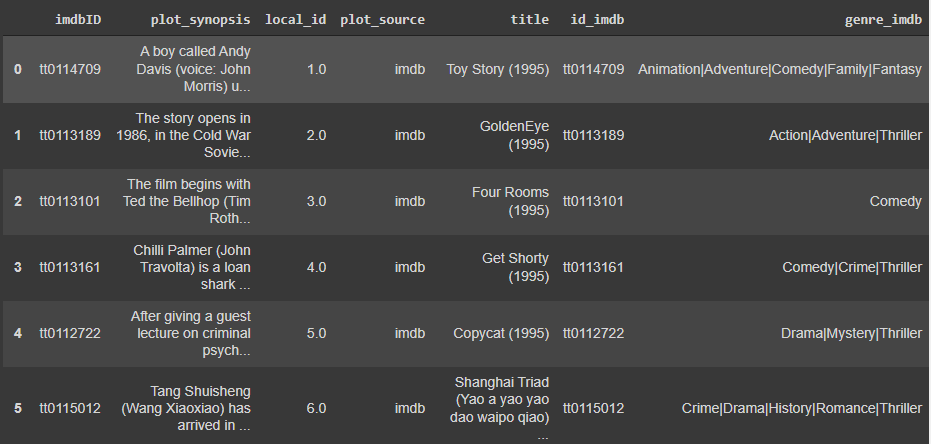 imdbID plot_synopsis local_id plot_source title id_imdb genre_imdb
A boy called Andy
0 tt0114709 Davis (voice: John 1.0 imdb Toy Story (1995) tt0114709 Animation|Adventure|Comedy|Family|Fantasy
Morris) u...
The story opens in
1 tt0113189 1986, in the Cold War 2.0 imdb GoldenEye (1995) tt0113189 Action|Adventure|Thriller
Sovie...
The film begins with
2 tt0113101 Ted the Bellhop (Tim 3.0 imdb Four Rooms (1995) tt0113101 Comedy
Roth...
Chilli Palmer (John
3 tt0113161 Travolta) is a loan 4.0 imdb Get Shorty (1995) tt0113161 Comedy|Crime|Thriller
shark ...
After giving a guest
4 tt0112722 lecture on criminal 5.0 imdb Copycat (1995) tt0112722 Drama|Mystery|Thriller
psych...
Shanghai Triad
Tang Shuisheng (Yao a yao yao
5 tt0115012 (Wang Xiaoxiao) has 6.0 imdb dao waipo qiao) tt0115012 Crime|Drama|History|Romance|Thriller
arrived in ... ...